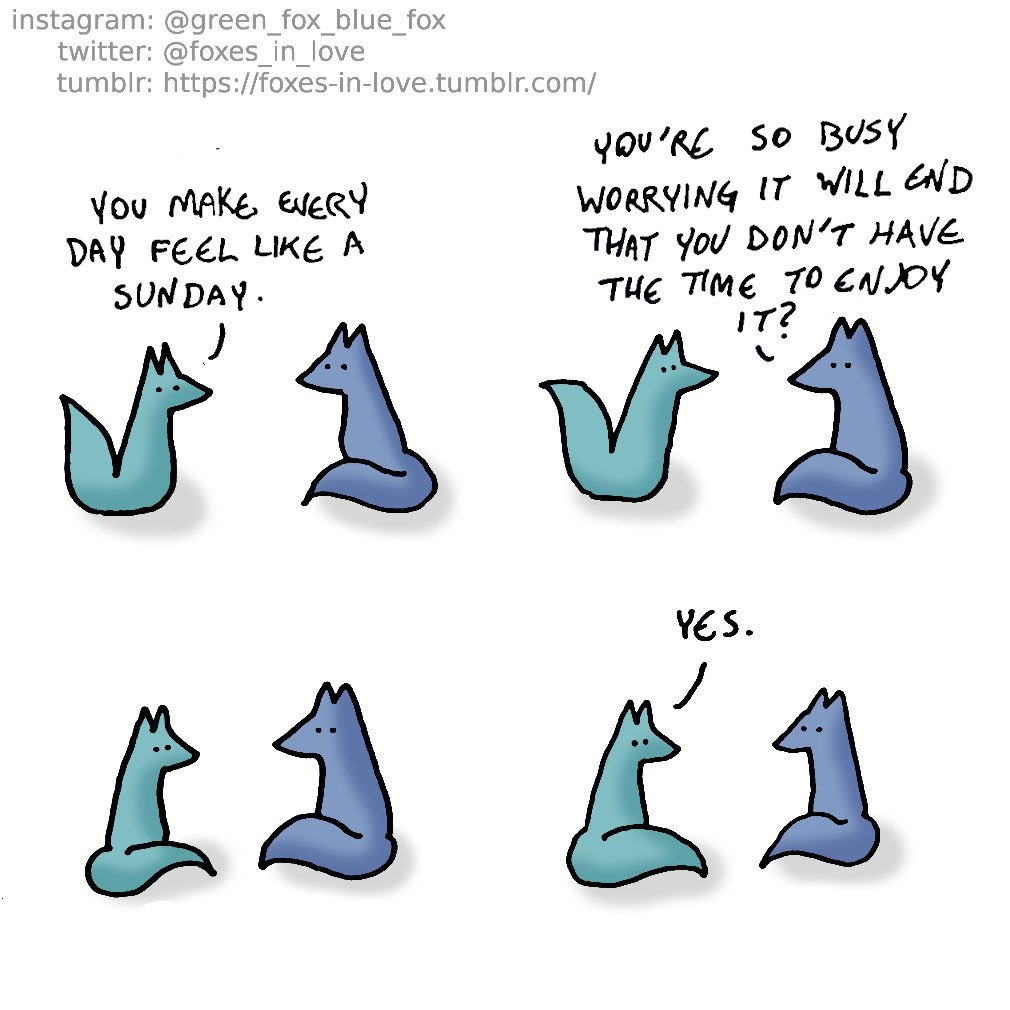 instagram: @green_fox_blue_fox
twitter: @foxes_in_love
tumblr: https://foxes-in-love.tumblr.com/
YOU MAKE EVERY
DAY FEEL LIKE A
SUNDAY.
YOU'RE SO BUSY
WORRYING IT WILL END
THAT YOU DON'T HAVE
THE TIME TO ENJOY
IT?
YES.